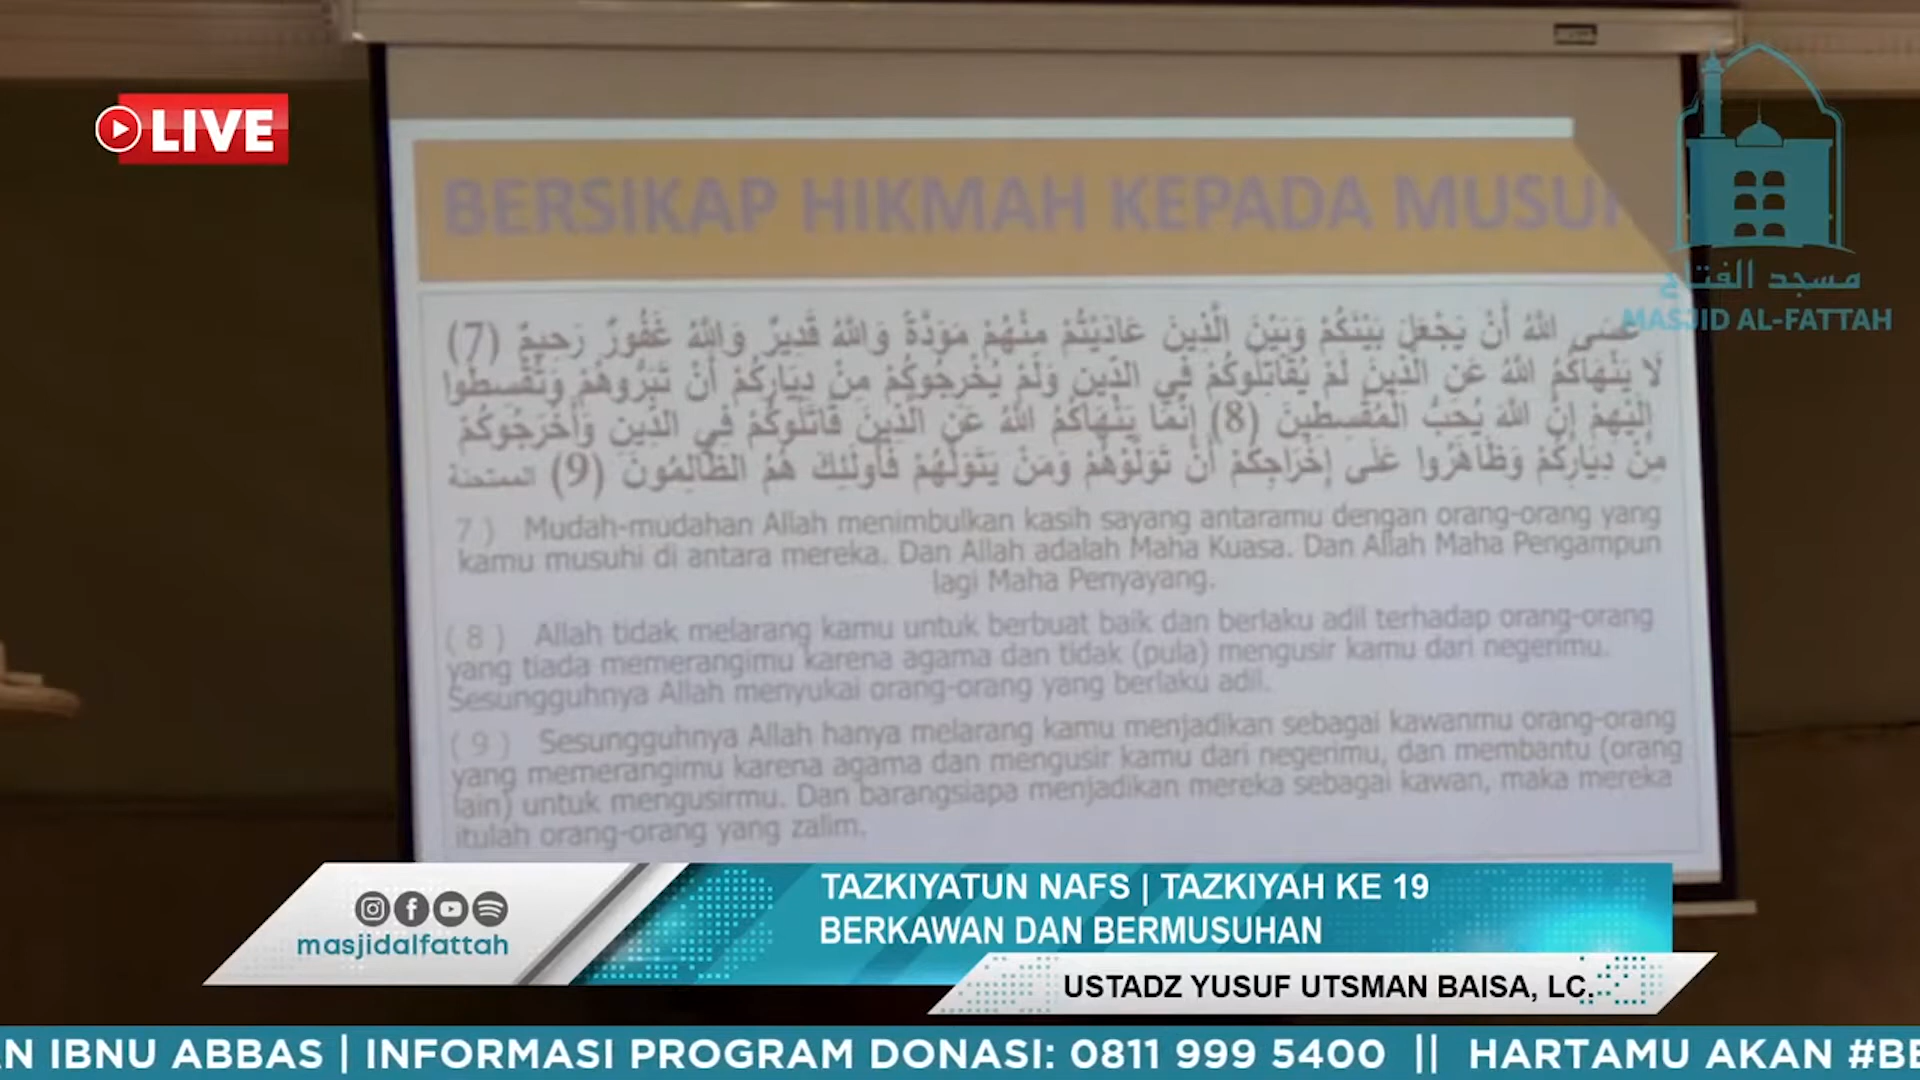 LIVE
BERSIKAP HIKMAH KEPADA
مسجد الفتاح
MASJID AL-FATTAH
عَسَى اللَّهُ أَنْ يَجْعَلَ بَيْنَكُمْ وَبَيْنَ الَّذِينَ عَادَيْتُمْ مِنْهُمْ مَوَدَّةً وَاللَّهُ قَدِيرٌ وَاللَّهُ غَفُورٌ رَحِيمٌ (7)
لَا يَنْهَاكُمُ اللَّهُ عَنِ الَّذِينَ لَمْ يُقَاتِلُوكُمْ فِي الدِّينِ وَلَمْ يُخْرِجُوكُمْ مِنْ دِيَارِكُمْ أَنْ تَبَرُّوهُمْ وَتُقْسِطُوا
إِلَيْهِمْ إِنَّ اللَّهَ يُحِبُّ الْمُقْسِطِينَ (8) إِنَّمَا يَنْهَاكُمُ اللَّهُ عَنِ الَّذِينَ قَاتَلُوكُمْ فِي الدِّينِ وَأَخْرَجُوكُمْ
مِنْ دِيَارِكُمْ وَظَاهَرُوا عَلَى إِخْرَاجِكُمْ أَنْ تَوَلَّوْهُمْ وَمَنْ يَتَوَلَّهُمْ فَأُولَئِكَ هُمُ الظَّالِمُونَ (9) الممتحنة
7 ) Mudah-mudahan Allah menimbulkan kasih sayang antaramu dengan orang-orang yang
kamu musuhi di antara mereka. Dan Allah adalah Maha Kuasa. Dan Allah Maha Pengampun
lagi Maha Penyayang.
( 8 ) Allah tidak melarang kamu untuk berbuat baik dan berlaku adil terhadap orang-orang
yang tiada memerangimu karena agama dan tidak (pula) mengusir kamu dari negerimu.
Sesungguhnya Allah menyukai orang-orang yang berlaku adil.
( 9 ) Sesungguhnya Allah hanya melarang kamu menjadikan sebagai kawanmu orang-orang
yang memerangimu karena agama dan mengusir kamu dari negerimu, dan membantu (orang
lain) untuk mengusirmu. Dan barangsiapa menjadikan mereka sebagai kawan, maka mereka
itulah orang-orang yang zalim.
masjidalfattah
TAZKIYATUN NAFS | TAZKIYAH KE 19
BERKAWAN DAN BERMUSUHAN
USTADZ YUSUF UTSMAN BAISA, LC.
IBNU ABBAS | INFORMASI PROGRAM DONASI: 0811 999 5400 || HARTAMU AKAN